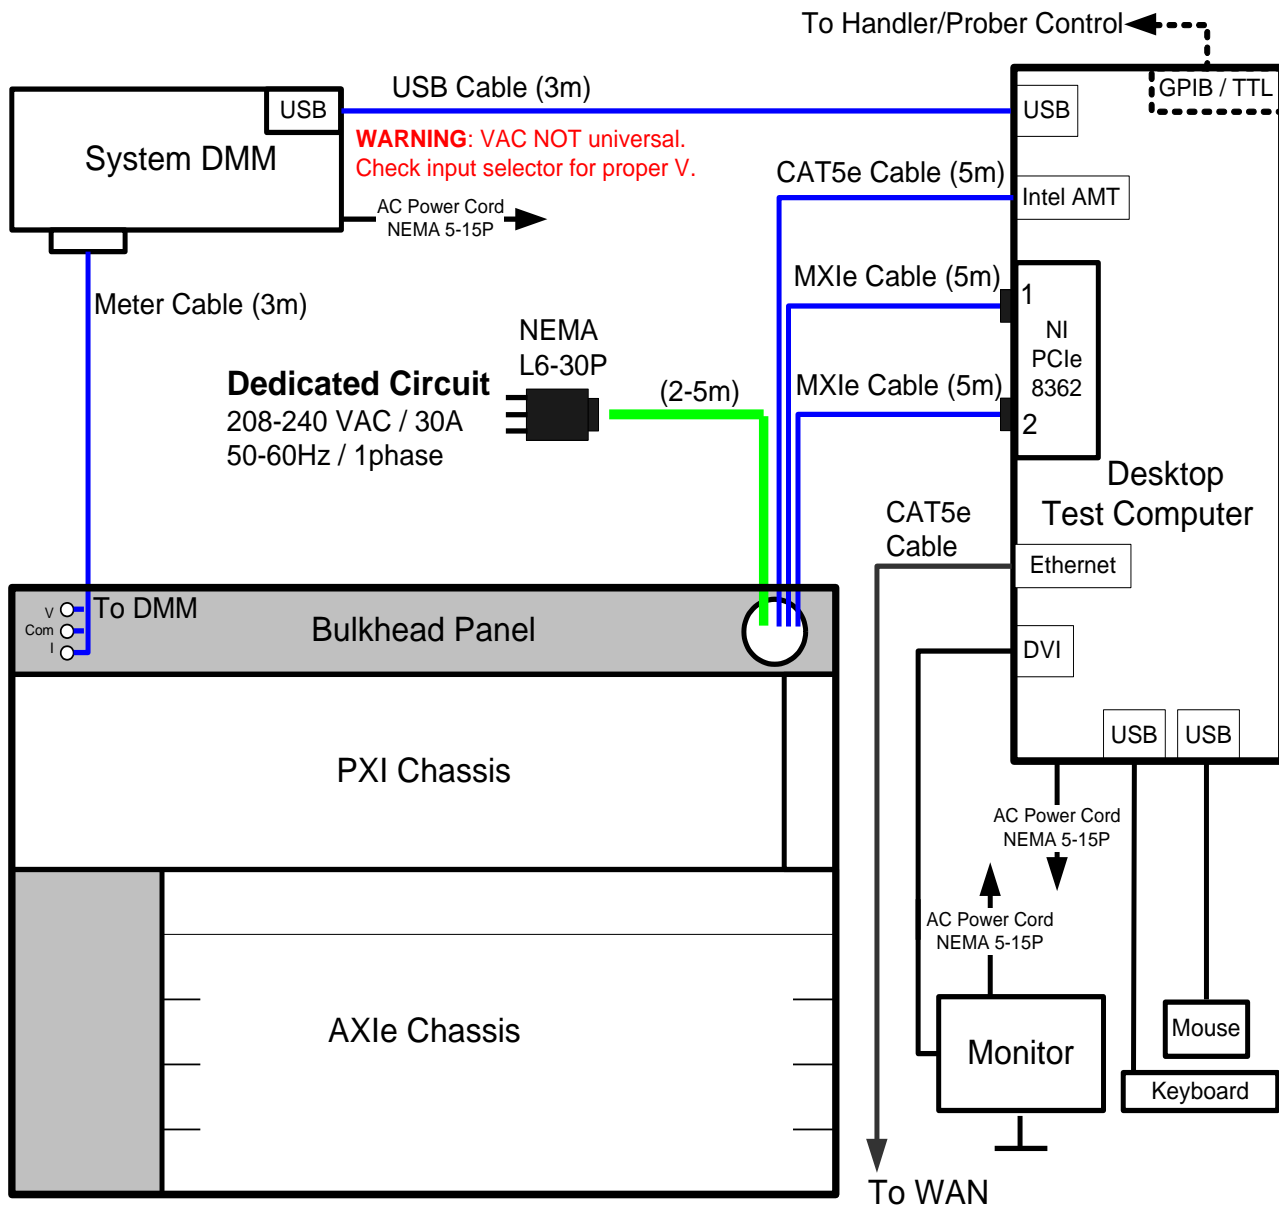 To Handler/Prober Control
GPIB / TTL
USB Cable (3m)
USB
USB
System DMM
WARNING: VAC NOT universal.
Check input selector for proper V.
CAT5e Cable (5m)
Intel AMT
AC Power Cord
NEMA 5-15P
MXIe Cable (5m)
1
Meter Cable (3m)
NEMA
L6-30P
NI
PCIe
8362
Dedicated Circuit
208-240 VAC / 30A
50-60Hz / 1phase
(2-5m)
MXIe Cable (5m)
2
Desktop
Test Computer
CAT5e
Cable
Ethernet
V
Com
I
To DMM
Bulkhead Panel
DVI
USB
USB
PXI Chassis
AC Power Cord
NEMA 5-15P
AC Power Cord
NEMA 5-15P
AXIe Chassis
Monitor
Mouse
Keyboard
To WAN